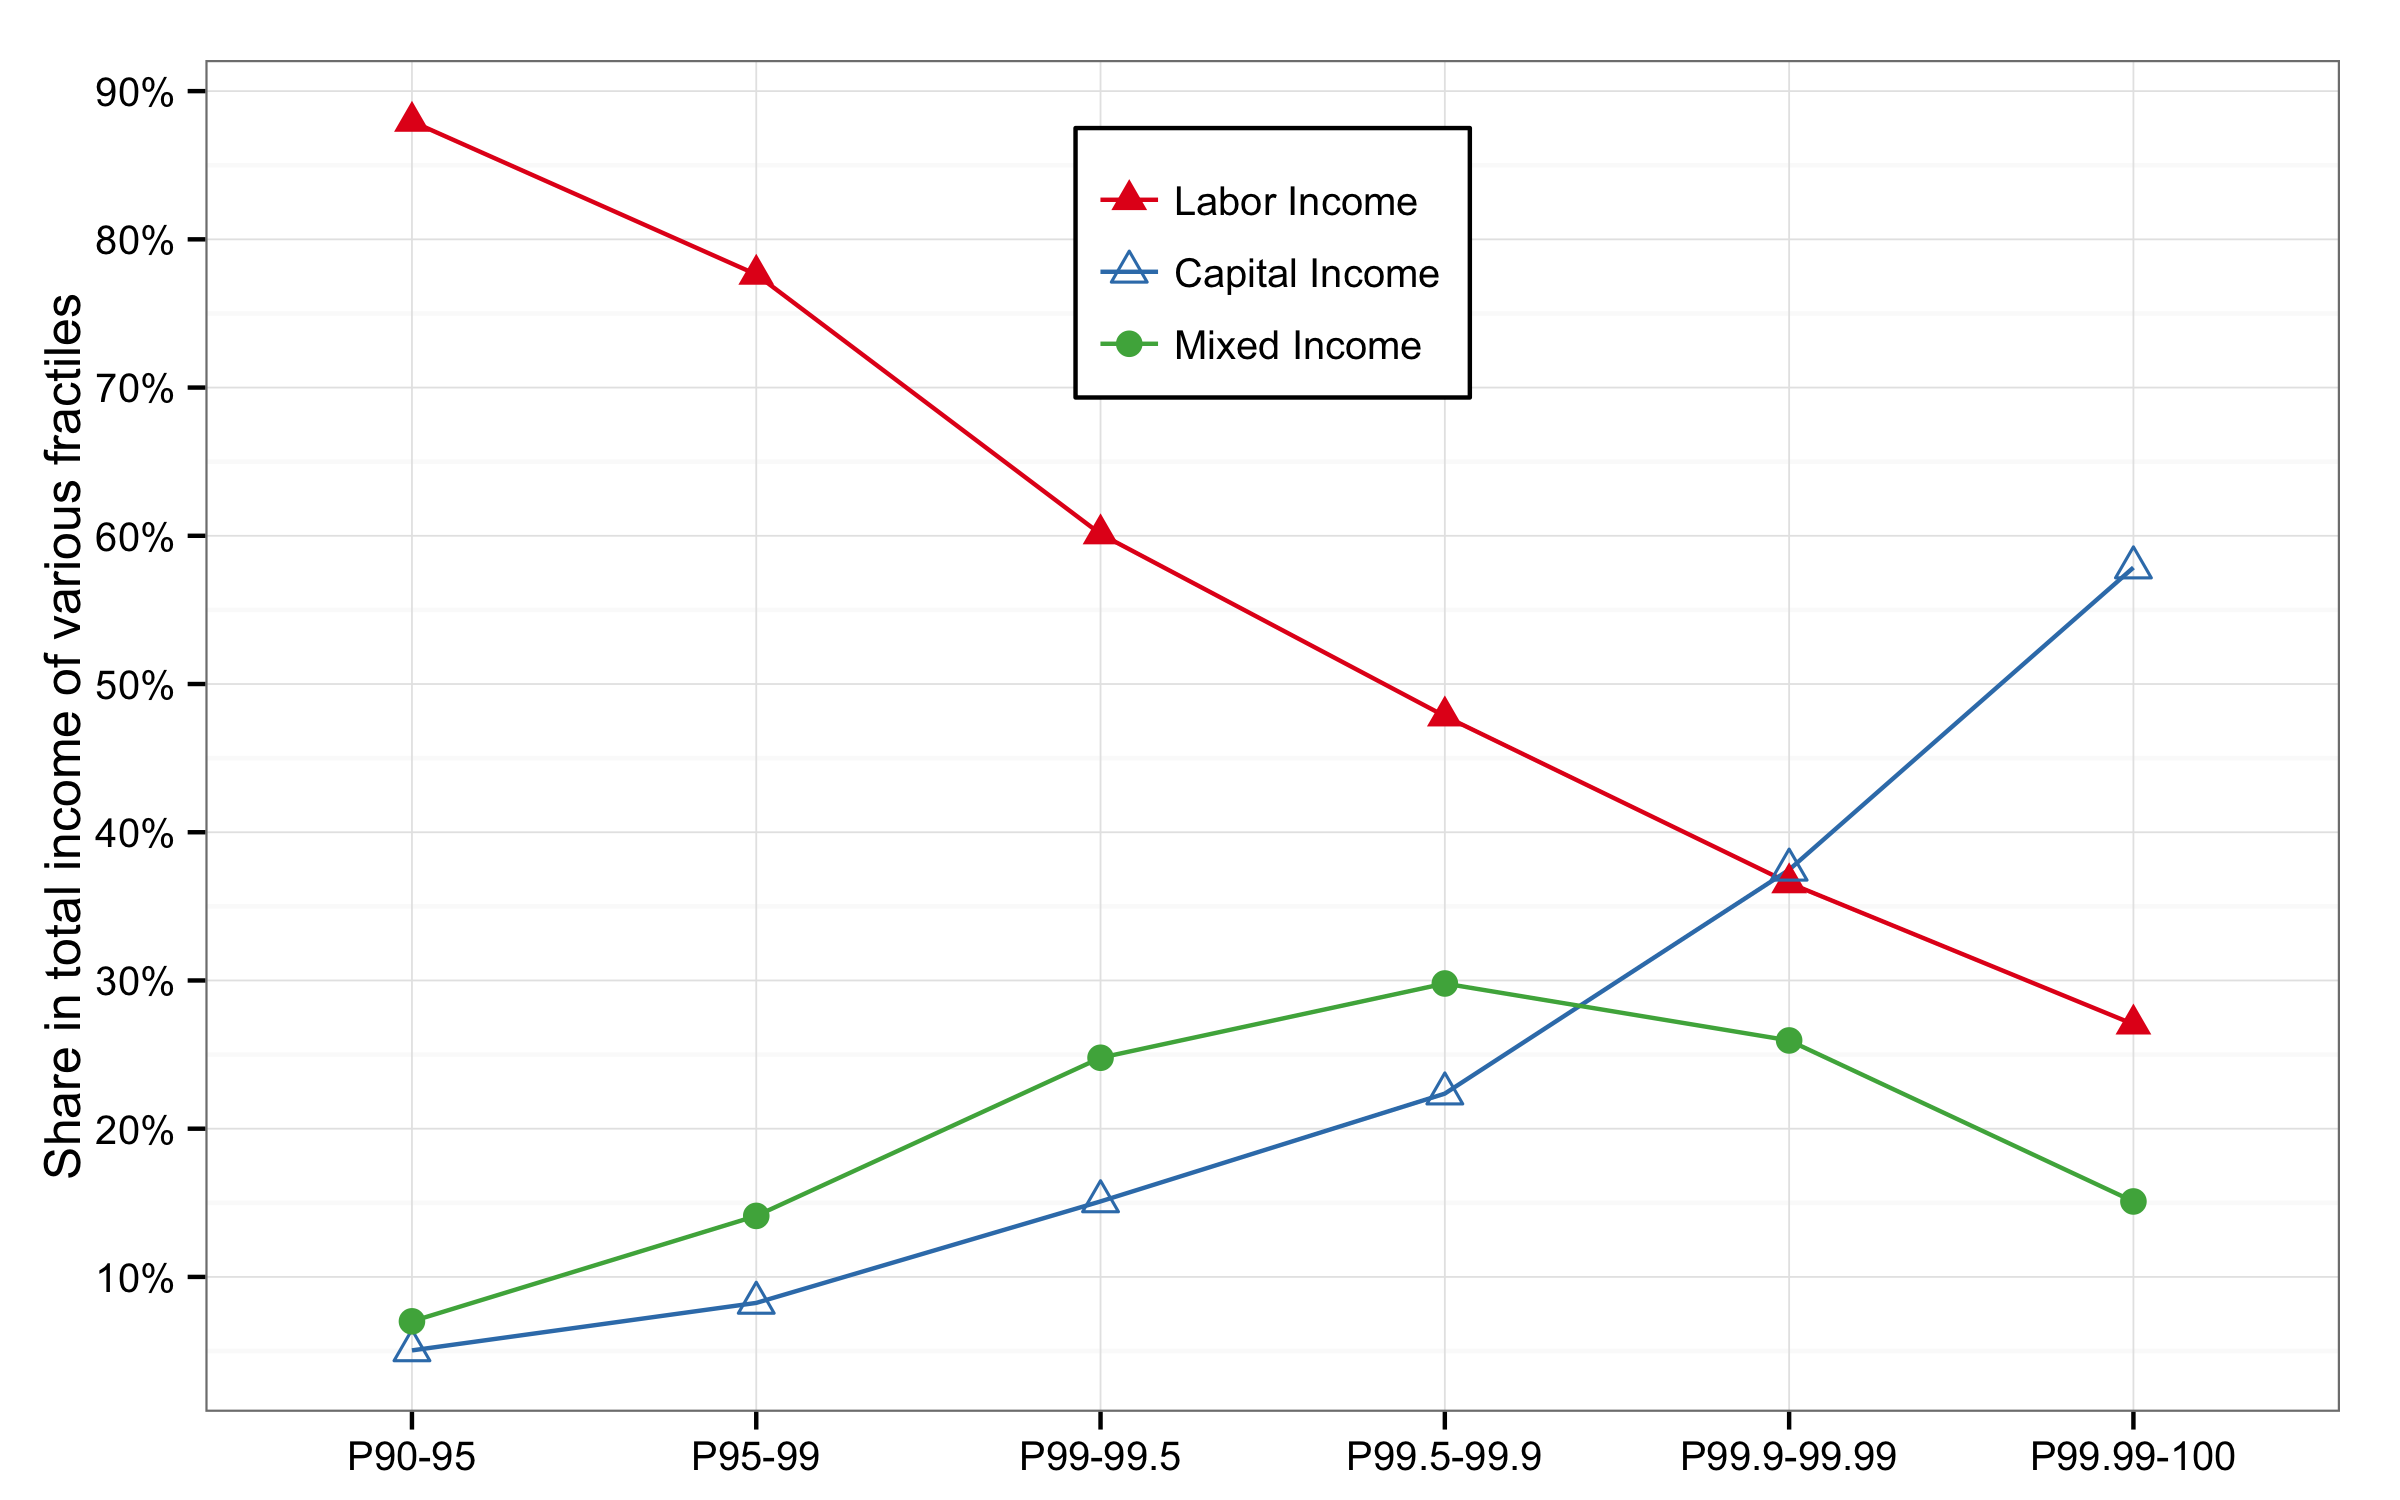 Share in total income of various fractiles
90%
80%
70%
60%
50%
40%
30%
20%
10%
Labor Income
Capital Income
Mixed Income
P90-95
P95-99
P99-99.5
P99.5-99.9
P99.9-99.99
P99.99-100